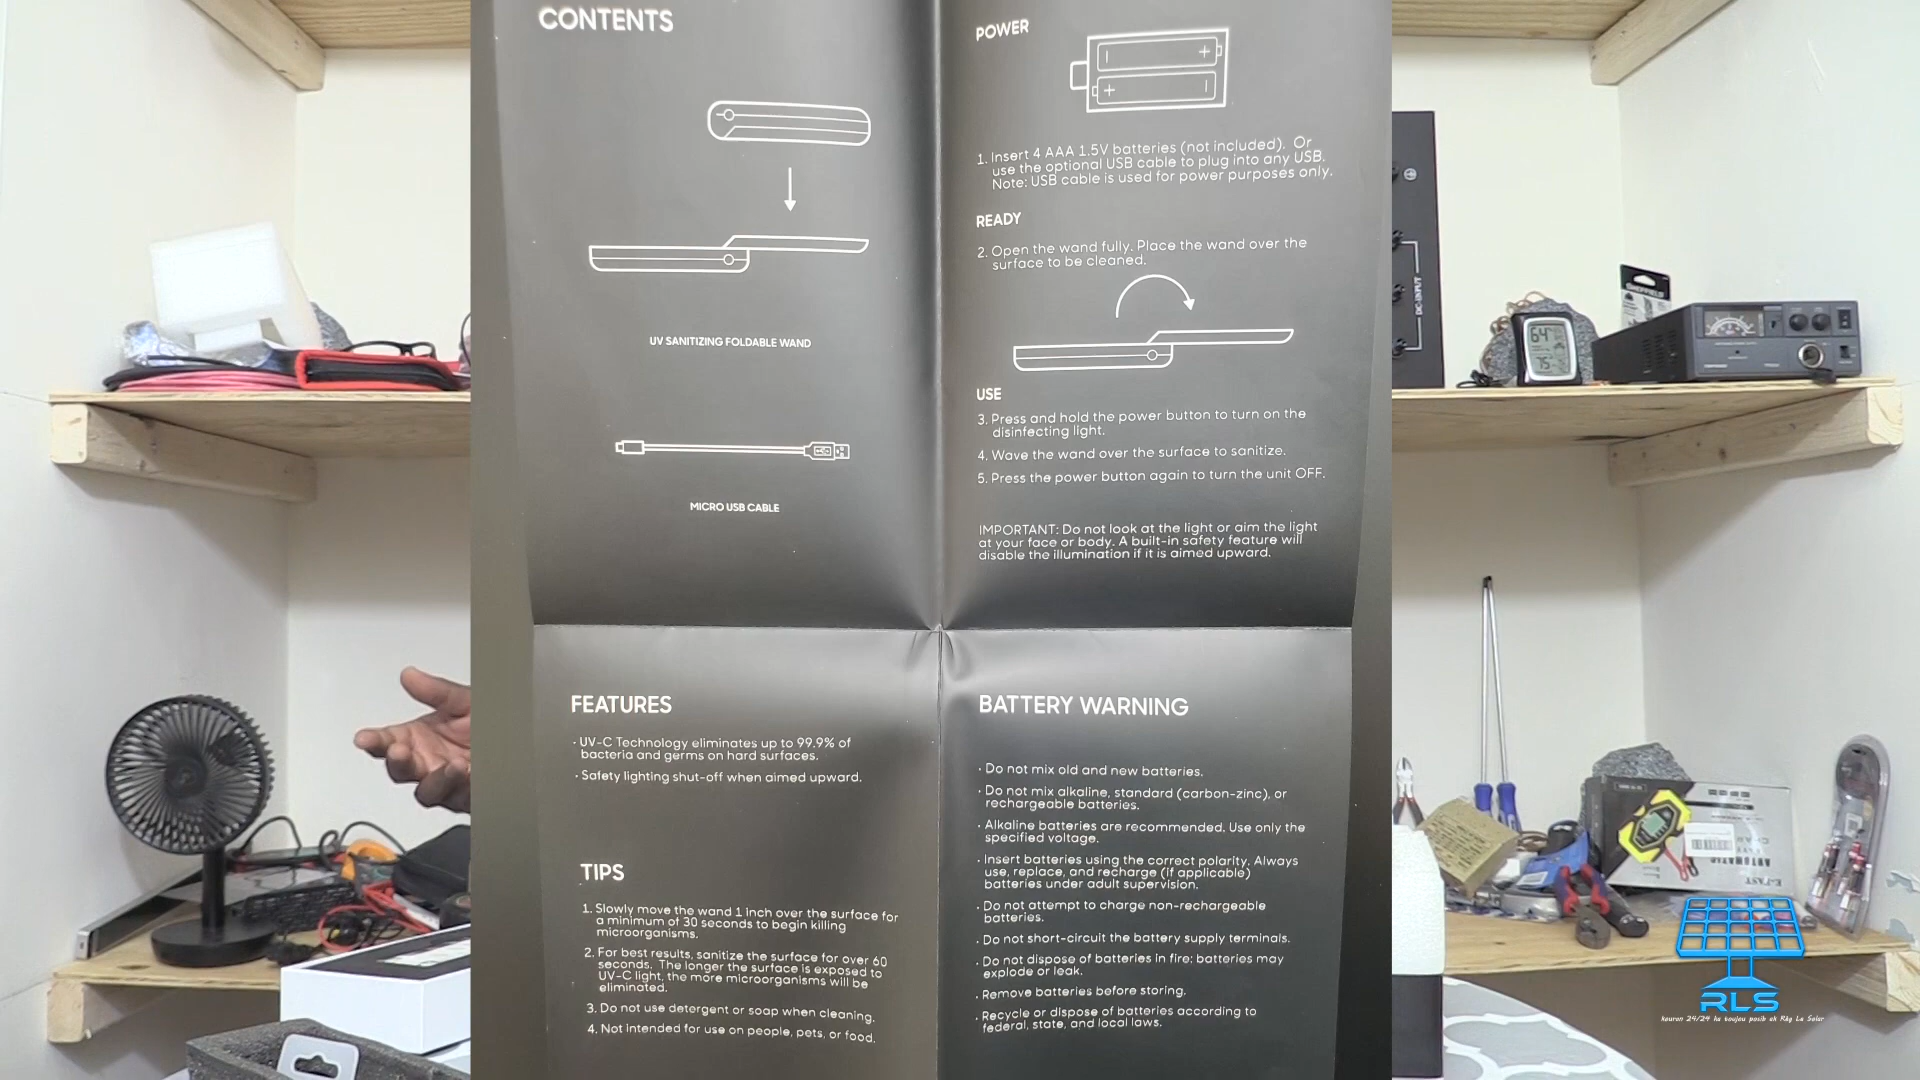 CONTENTS
UV SANITIZING FOLDABLE WAND
MICRO USB CABLE
POWER
1. Insert 4 AAA 1.5V batteries (not included). Or
use the optional USB cable to plug into any USB.
Note: USB cable is used for power purposes only.
READY
2. Open the wand fully. Place the wand over the
surface to be cleaned.
USE
3. Press and hold the power button to turn on the
disinfecting light.
4. Wave the wand over the surface to sanitize.
5. Press the power button again to turn the unit OFF.
IMPORTANT: Do not look at the light or aim the light
at your face or body. A built-in safety feature will
disable the illumination if it is aimed upward.
FEATURES
· UV-C Technology eliminates up to 99.9% of
bacteria and germs on hard surfaces.
· Safety lighting shut-off when aimed upward.
TIPS
1. Slowly move the wand 1 inch over the surface for
a minimum of 30 seconds to begin killing
microorganisms.
2. For best results, sanitize the surface for over 60
seconds. The longer the surface is exposed to
UV-C light, the more microorganisms will be
eliminated.
3. Do not use detergent or soap when cleaning.
4. Not intended for use on people, pets, or food.
BATTERY WARNING
· Do not mix old and new batteries.
· Do not mix alkaline, standard (carbon-zinc), or
rechargeable batteries.
· Alkaline batteries are recommended. Use only the
specified voltage.
· Insert batteries using the correct polarity. Always
use, replace, and recharge (if applicable)
batteries under adult supervision.
· Do not attempt to charge non-rechargeable
batteries.
· Do not short-circuit the battery supply terminals.
· Do not dispose of batteries in fire; batteries may
explode or leak.
· Remove batteries before storing.
· Recycle or dispose of batteries according to
federal, state, and local laws.
DC-INPUT
SHEFFIELD
64
75
AUTOMATIC
E-FAST
RLS
kouran 24/24 ka toujou posib ak Règ La Solar